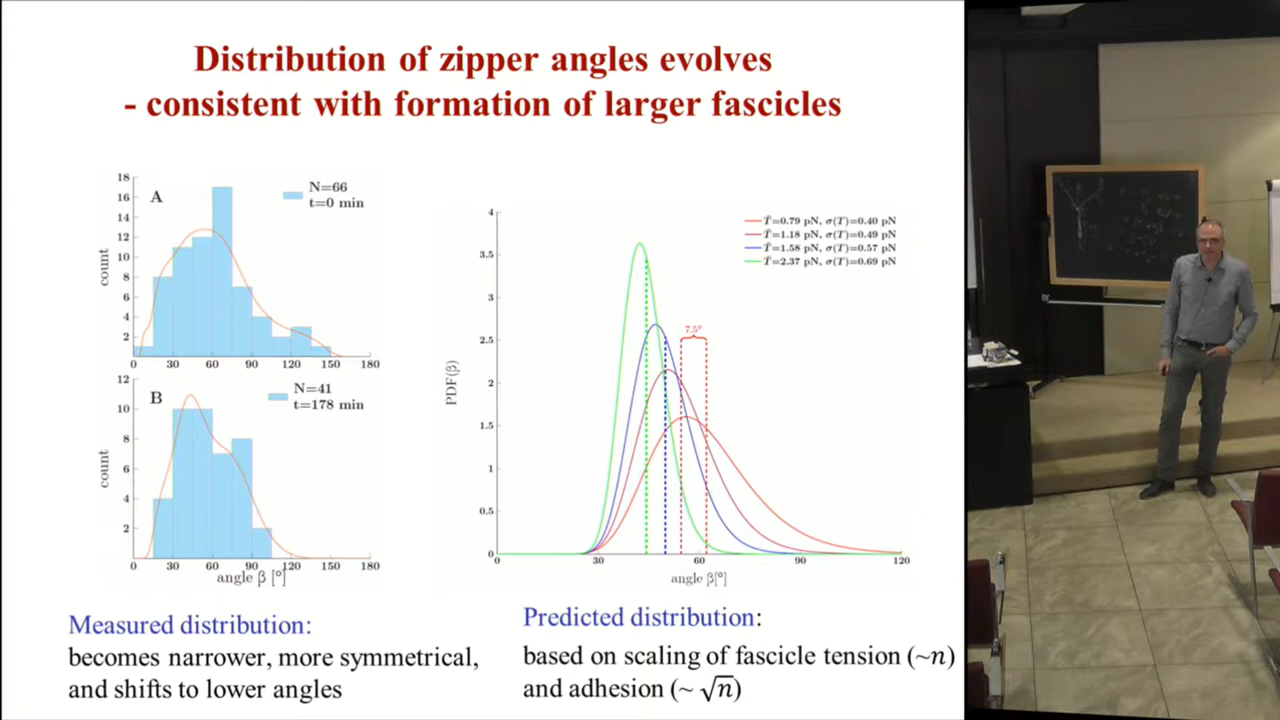 Distribution of zipper angles evolves
- consistent with formation of larger fascicles
A
N=66
t=0 min
count
18
16
14
12
10
8
6
4
2
0 30 60 90 120 150 180
B
N=41
t=178 min
count
12
10
8
6
4
2
0 30 60 90 120 150 180
angle β [°]
T̄=0.79 pN, σ(T)=0.40 pN
T̄=1.18 pN, σ(T)=0.49 pN
T̄=1.58 pN, σ(T)=0.57 pN
T̄=2.37 pN, σ(T)=0.69 pN
7.5°
PDF(β)
4
3.5
3
2.5
2
1.5
1
0.5
0
0 30 60 90 120
angle β[°]
Measured distribution:
becomes narrower, more symmetrical,
and shifts to lower angles
Predicted distribution:
based on scaling of fascicle tension (~n)
and adhesion (~ √n)